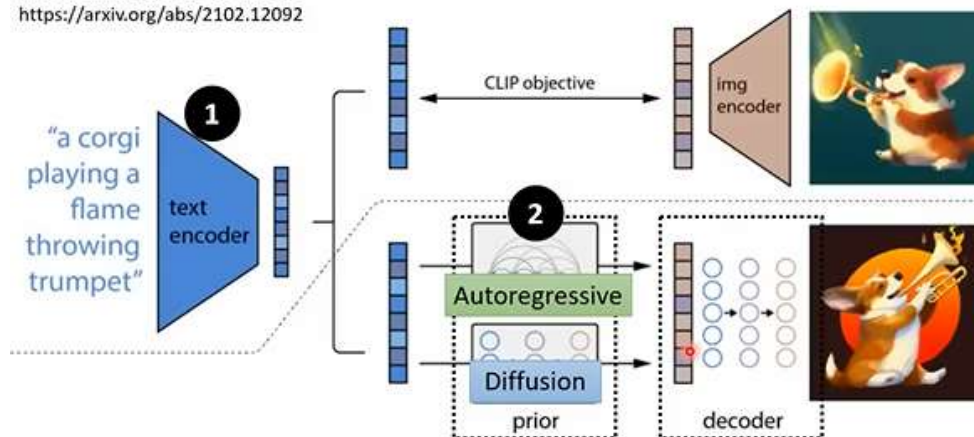 https://arxiv.org/abs/2102.12092
1
"a corgi
playing a
flame
throwing
trumpet"
text
encoder
CLIP objective
img
encoder
2
Autoregressive
Diffusion
prior
decoder